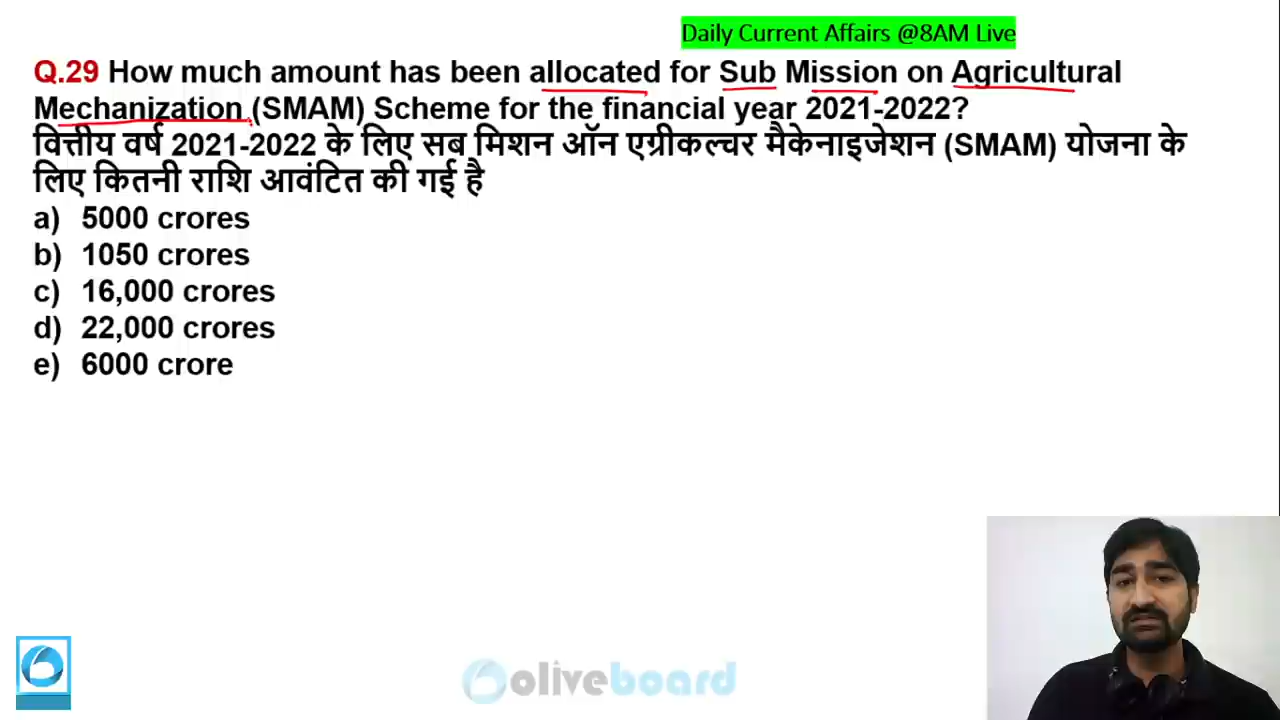 Daily Current Affairs @8AM Live
Q.29 How much amount has been allocated for Sub Mission on Agricultural
Mechanization (SMAM) Scheme for the financial year 2021-2022?
वित्तीय वर्ष 2021-2022 के लिए सब मिशन ऑन एग्रीकल्चर मैकेनाइजेशन (SMAM) योजना के
लिए कितनी राशि आवंटित की गई है
a) 5000 crores
b) 1050 crores
c) 16,000 crores
d) 22,000 crores
e) 6000 crore
oliveboard